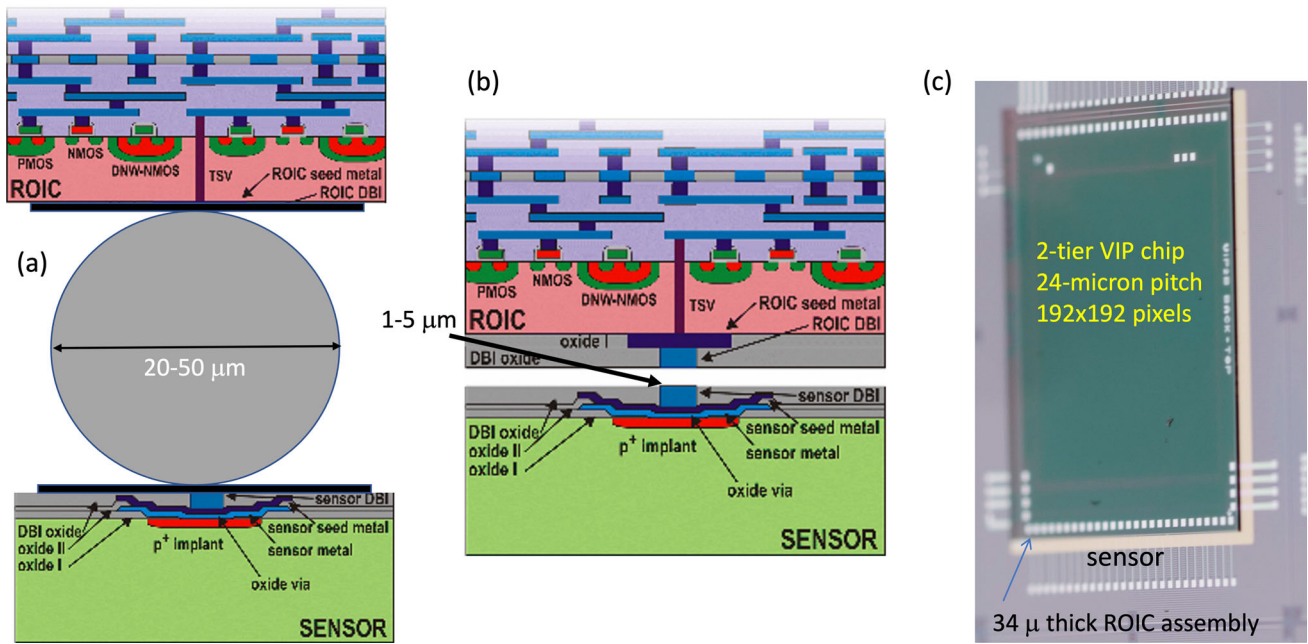 PMOS
NMOS
DNW-NMOS
TSV
ROIC seed metal
ROIC DBI
ROIC
(a)
20-50 μm
sensor DBI
DBI oxide
sensor seed metal
oxide II
sensor metal
oxide I
p+ Implant
oxide via
SENSOR
(b)
PMOS
NMOS
DNW-NMOS
TSV
ROIC seed metal
1-5 μm
ROIC
ROIC DBI
oxide I
DBI oxide
sensor DBI
DBI oxide
sensor seed metal
oxide II
sensor metal
oxide I
p+ Implant
oxide via
SENSOR
(c)
2-tier VIP chip
24-micron pitch
192x192 pixels
sensor
34 μ thick ROIC assembly